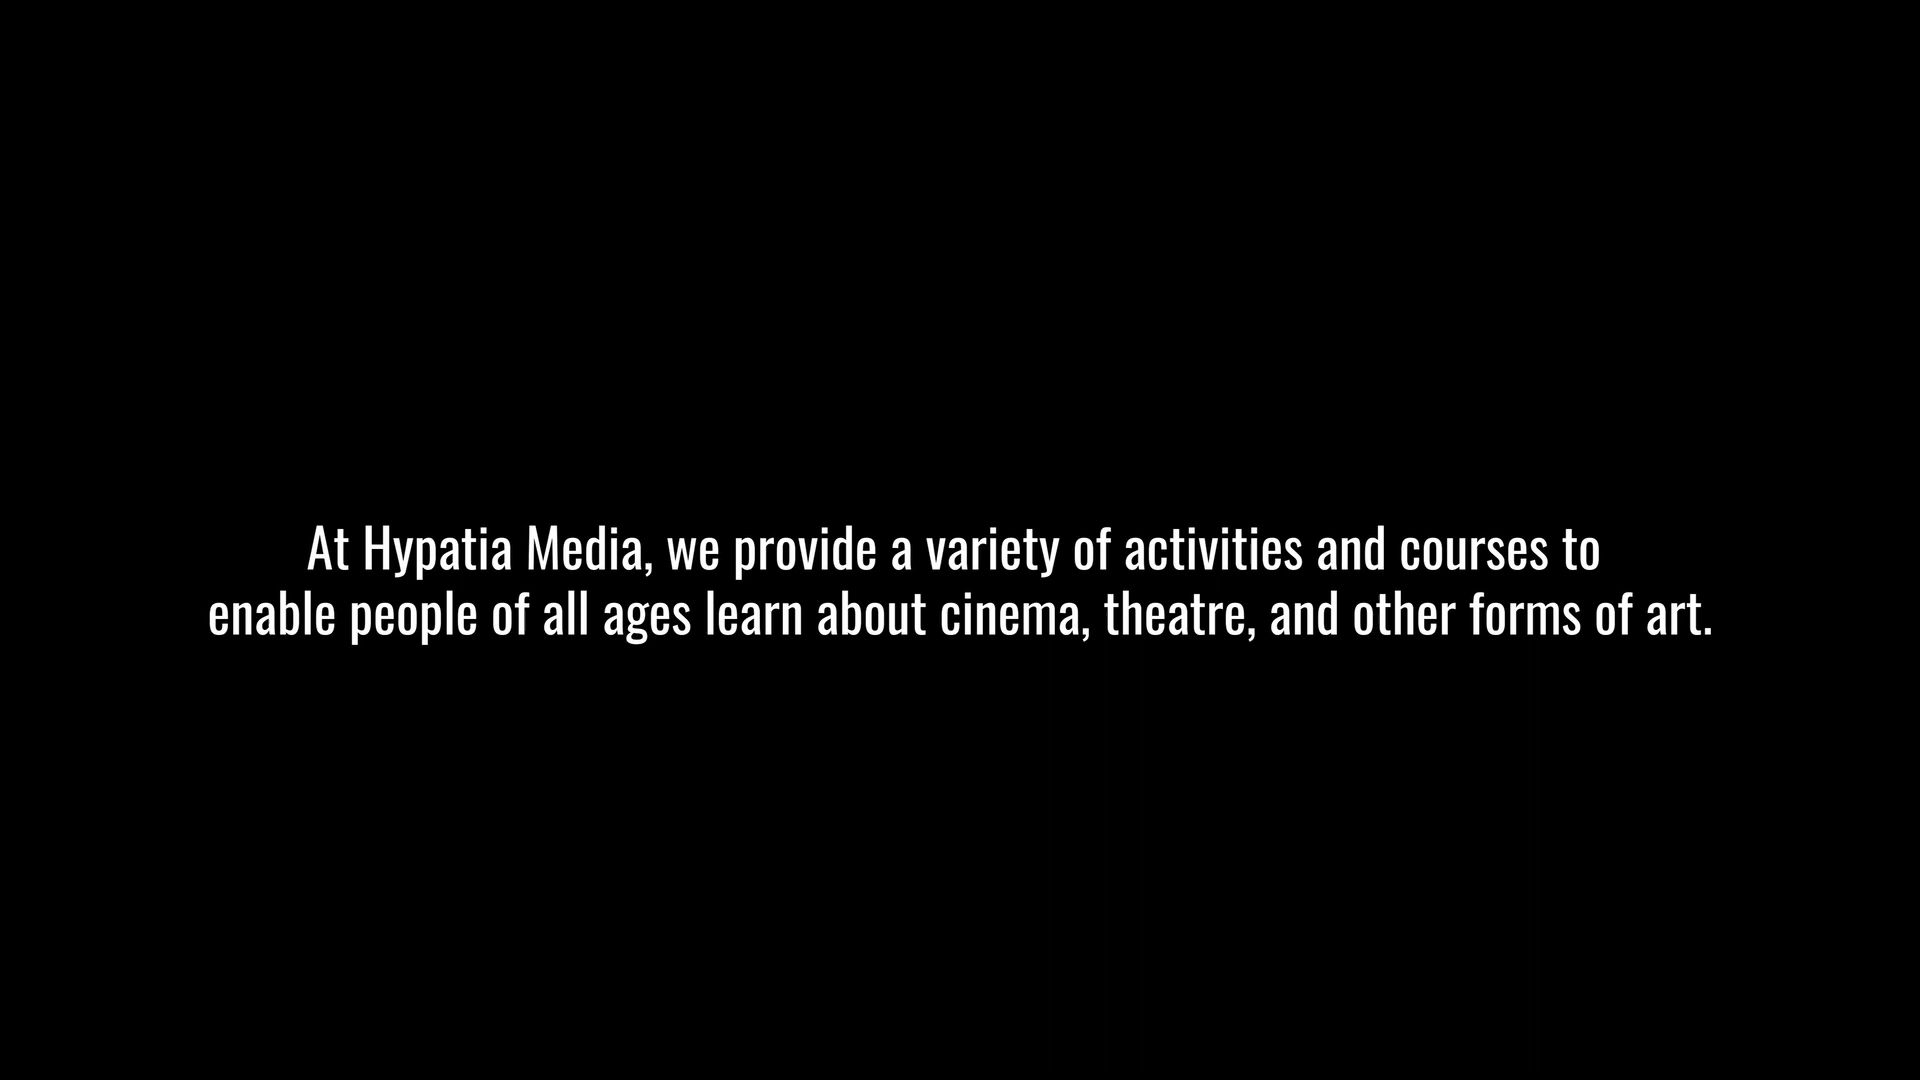 At Hypatia Media, we provide a variety of activities and courses to
enable people of all ages learn about cinema, theatre, and other forms of art.